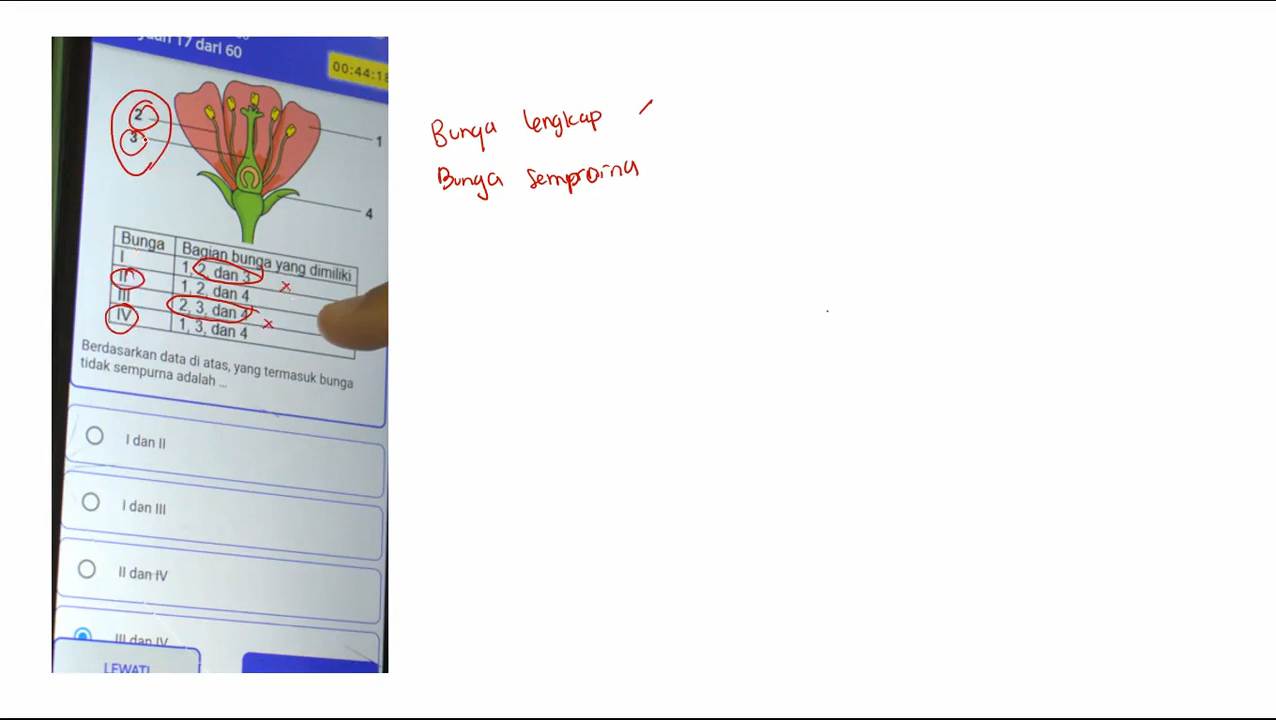 17 dari 60
00:44:18
2
3
1
4
Bunga Bagian bunga yang dimiliki
I 1, 2, dan 3
II 1, 2, dan 4
III 2, 3, dan 4
IV 1, 3, dan 4
Berdasarkan data di atas, yang termasuk bunga
tidak sempurna adalah ...
I dan II
I dan III
II dan IV
III dan IV
LEWATI
Bunga lengkap
Bunga